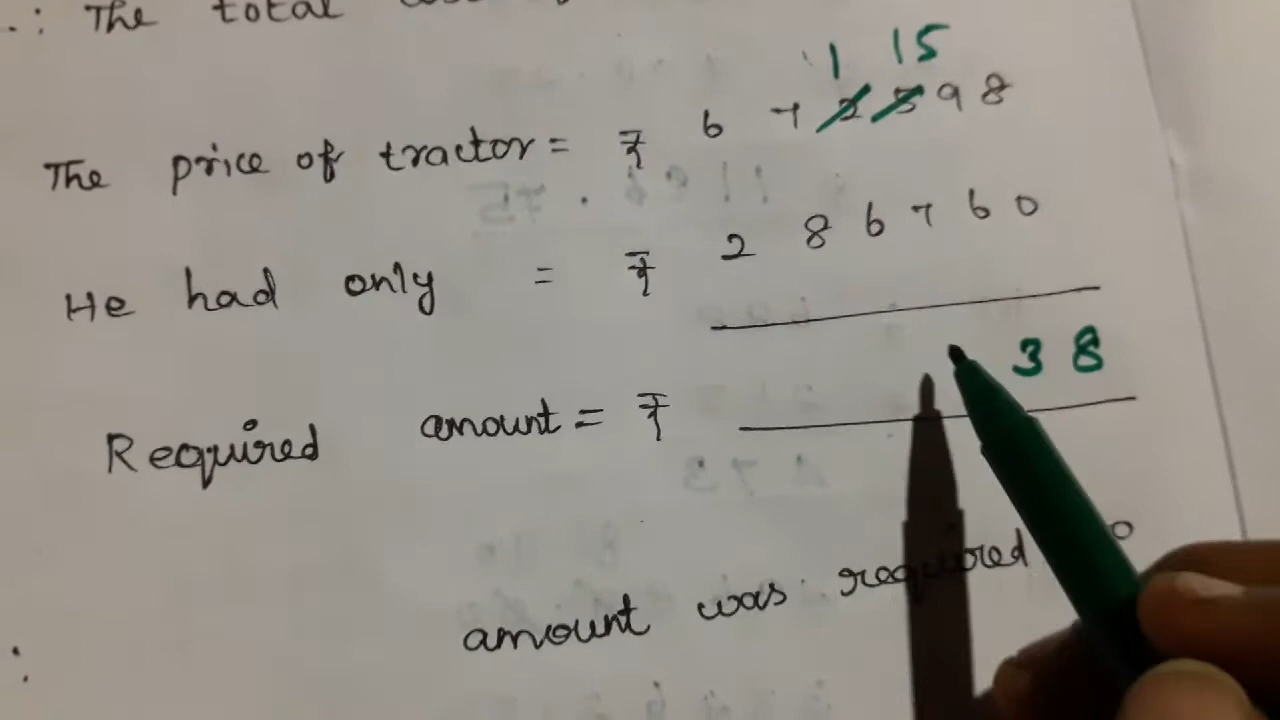 ∴ The total
1 15
The price of tractor = ₹ 6 7 2 5 9 8
He had only = ₹ 2 8 6 7 6 0
3 8
Required amount = ₹
amount was required